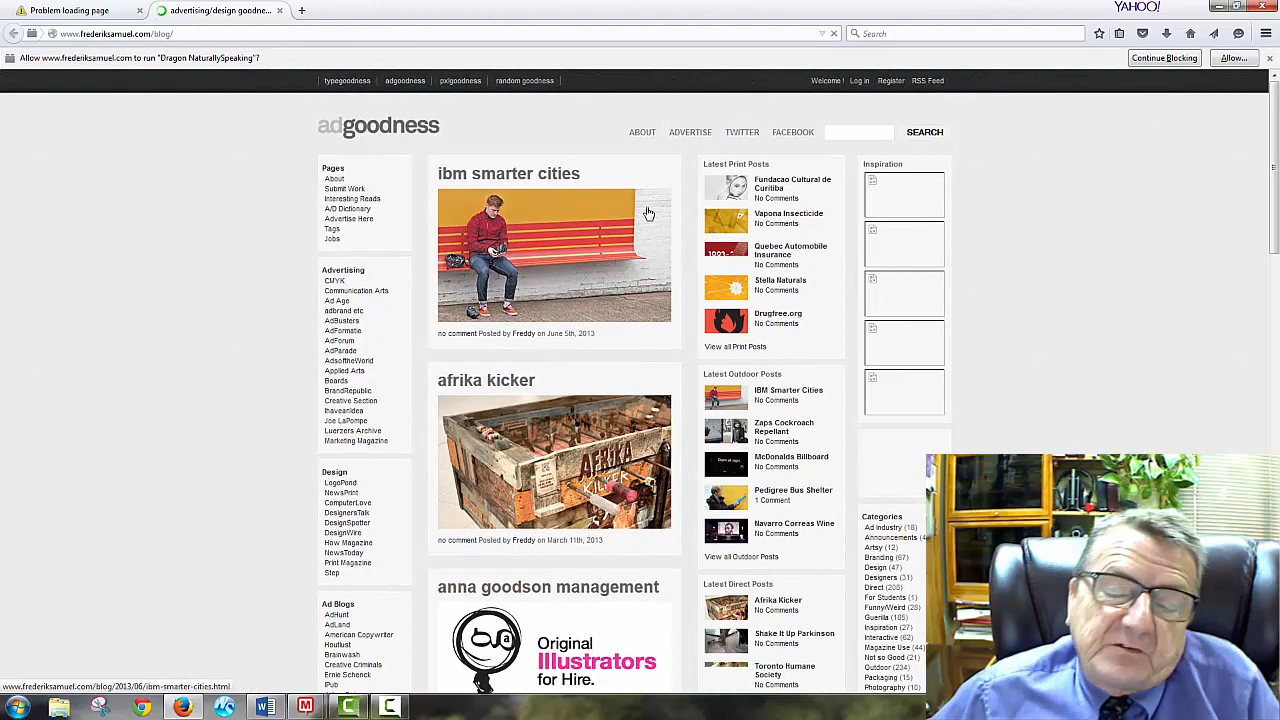 Problem loading page
advertising/design goodne...
YAHOO!
www.frederiksamuel.com/blog/
Search
Allow www.frederiksamuel.com to run "Dragon NaturallySpeaking"?
Continue Blocking
Allow...
typegoodness
adgoodness
pxlgoodness
random goodness
Welcome !
Log in
Register
RSS Feed
adgoodness
ABOUT
ADVERTISE
TWITTER
FACEBOOK
SEARCH
Pages
About
Submit Work
Interesting Reads
A/D Dictionary
Advertise Here
Tags
Jobs
Advertising
CMYK
Communication Arts
Ad Age
adbrand etc
AdBusters
AdFormatie
AdForum
AdParade
AdsoftheWorld
Applied Arts
Boards
BrandRepublic
Creative Section
Ihaveanidea
Joe LaPompe
Luerzers Archive
Marketing Magazine
Design
LogoPond
NewsPrint
ComputerLove
DesignersTalk
DesignSpotter
DesignWire
How Magazine
NewsToday
Print Magazine
Step
Ad Blogs
AdHunt
AdLand
American Copywriter
Houtlust
Brainwash
Creative Criminals
Ernie Schenck
iPub
ibm smarter cities
no comment Posted by Freddy on June 5th, 2013
afrika kicker
AFRIKA
KICKER
no comment Posted by Freddy on March 11th, 2013
anna goodson management
Original
Illustrators
for Hire.
Latest Print Posts
Fundacao Cultural de
Curitiba
No Comments
Vapona Insecticide
No Comments
Quebec Automobile
Insurance
No Comments
Stella Naturals
No Comments
Drugfree.org
No Comments
View all Print Posts
Latest Outdoor Posts
IBM Smarter Cities
No Comments
Zaps Cockroach
Repellant
No Comments
McDonalds Billboard
No Comments
Pedigree Bus Shelter
1 Comment
Navarro Correas Wine
No Comments
View all Outdoor Posts
Latest Direct Posts
Afrika Kicker
No Comments
Shake It Up Parkinson
No Comments
Toronto Humane
Society
No Comments
Inspiration
Categories
Ad Industry (18)
Announcements (4
Artsy (12)
Branding (67)
Design (47)
Designers (31)
Direct (208)
For Students (1)
Funny/Weird (28)
Guerilla (185)
Inspiration (27)
Interactive (62)
Magazine Use (44)
Not so Good (21)
Outdoor (234)
Packaging (15)
Photography (10)
www.frederiksamuel.com/blog/2013/06/ibm-smarter-cities.html